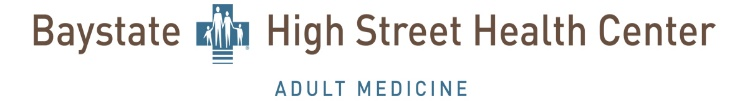 Baystate High Street Health Center
ADULT MEDICINE